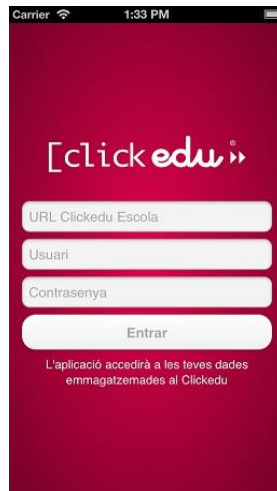 Carrier 1:33 PM
[click edu ®
URL Clickedu Escola
Usuari
Contrasenya
Entrar
L'aplicació accedirà a les teves dades
emmagatzemades al Clickedu